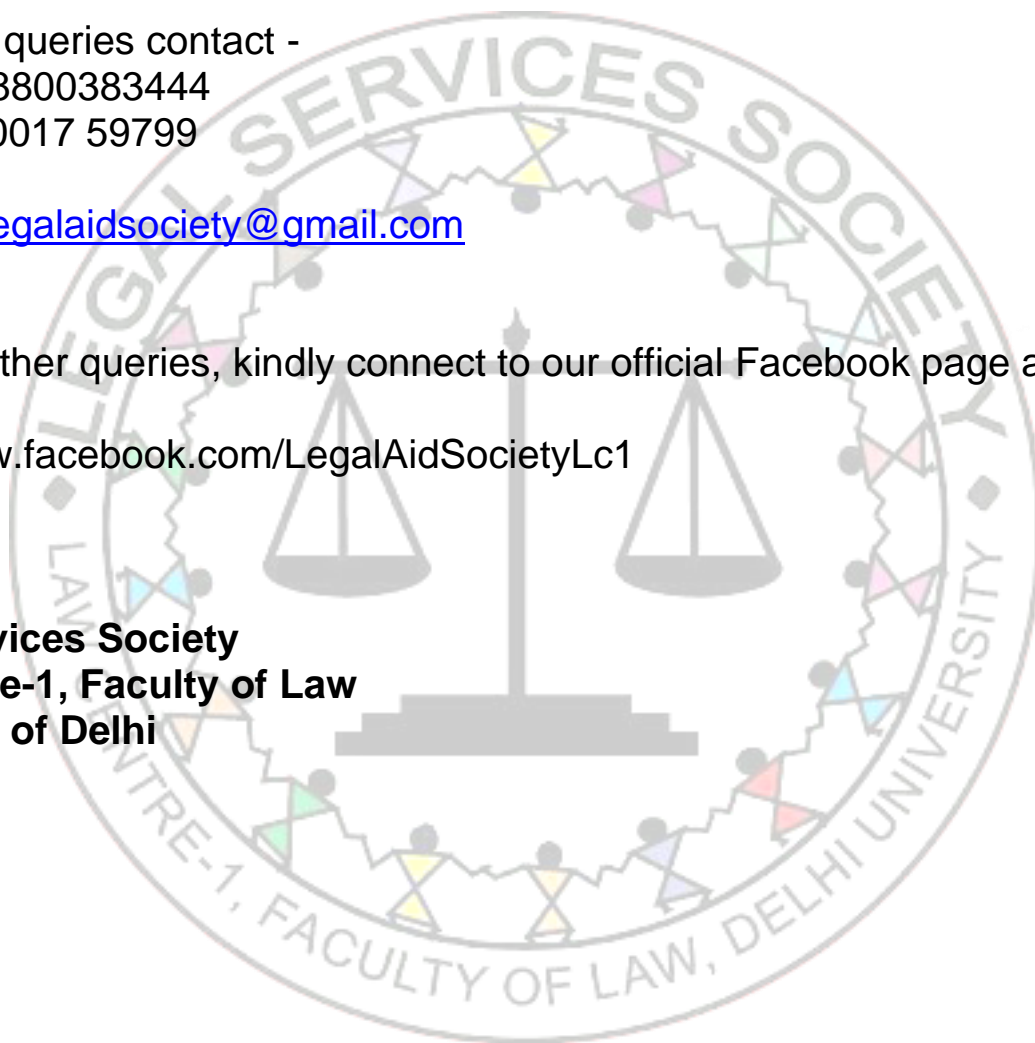 queries contact -
3800383444
0017 59799
egalaidsociety@gmail.com
ther queries, kindly connect to our official Facebook page a
w.facebook.com/LegalAidSocietyLc1
vices Society
e-1, Faculty of Law
of Delhi
LEGAL SERVICES SOCIETY
LAW CENTRE-1, FACULTY OF LAW, DELHI UNIVERSITY